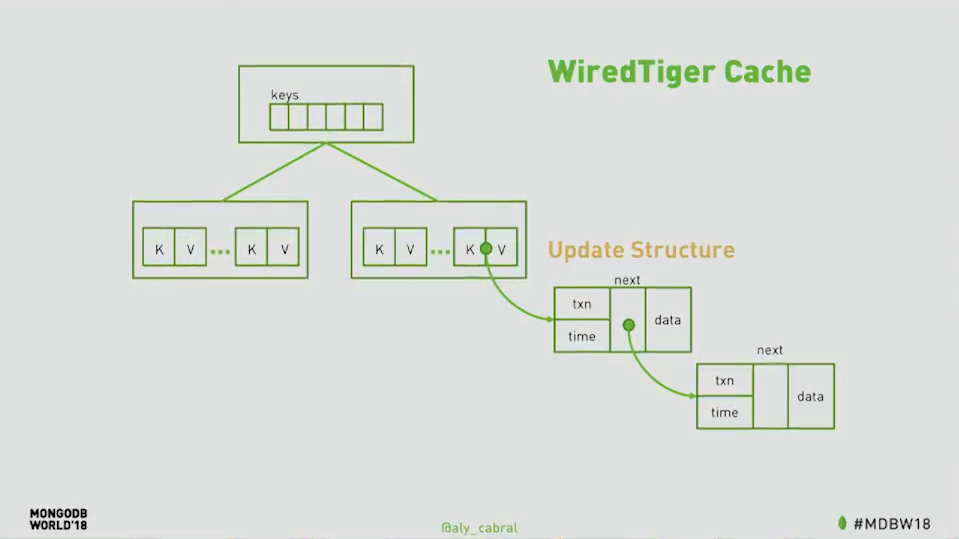 WiredTiger Cache
keys
K V ... K V
K V ... K V
Update Structure
next
txn
time
data
next
txn
time
data
MONGODB
WORLD'18
@aly_cabral
#MDBW18